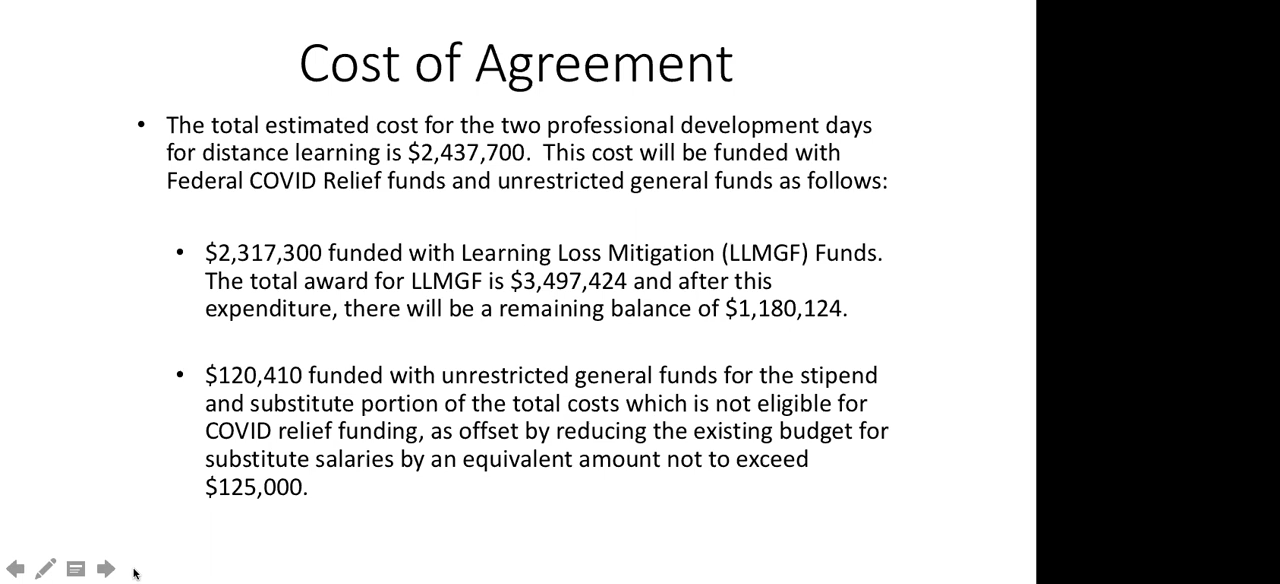 Cost of Agreement
• The total estimated cost for the two professional development days
for distance learning is $2,437,700.  This cost will be funded with
Federal COVID Relief funds and unrestricted general funds as follows:
• $2,317,300 funded with Learning Loss Mitigation (LLMGF) Funds.
The total award for LLMGF is $3,497,424 and after this
expenditure, there will be a remaining balance of $1,180,124.
• $120,410 funded with unrestricted general funds for the stipend
and substitute portion of the total costs which is not eligible for
COVID relief funding, as offset by reducing the existing budget for
substitute salaries by an equivalent amount not to exceed
$125,000.